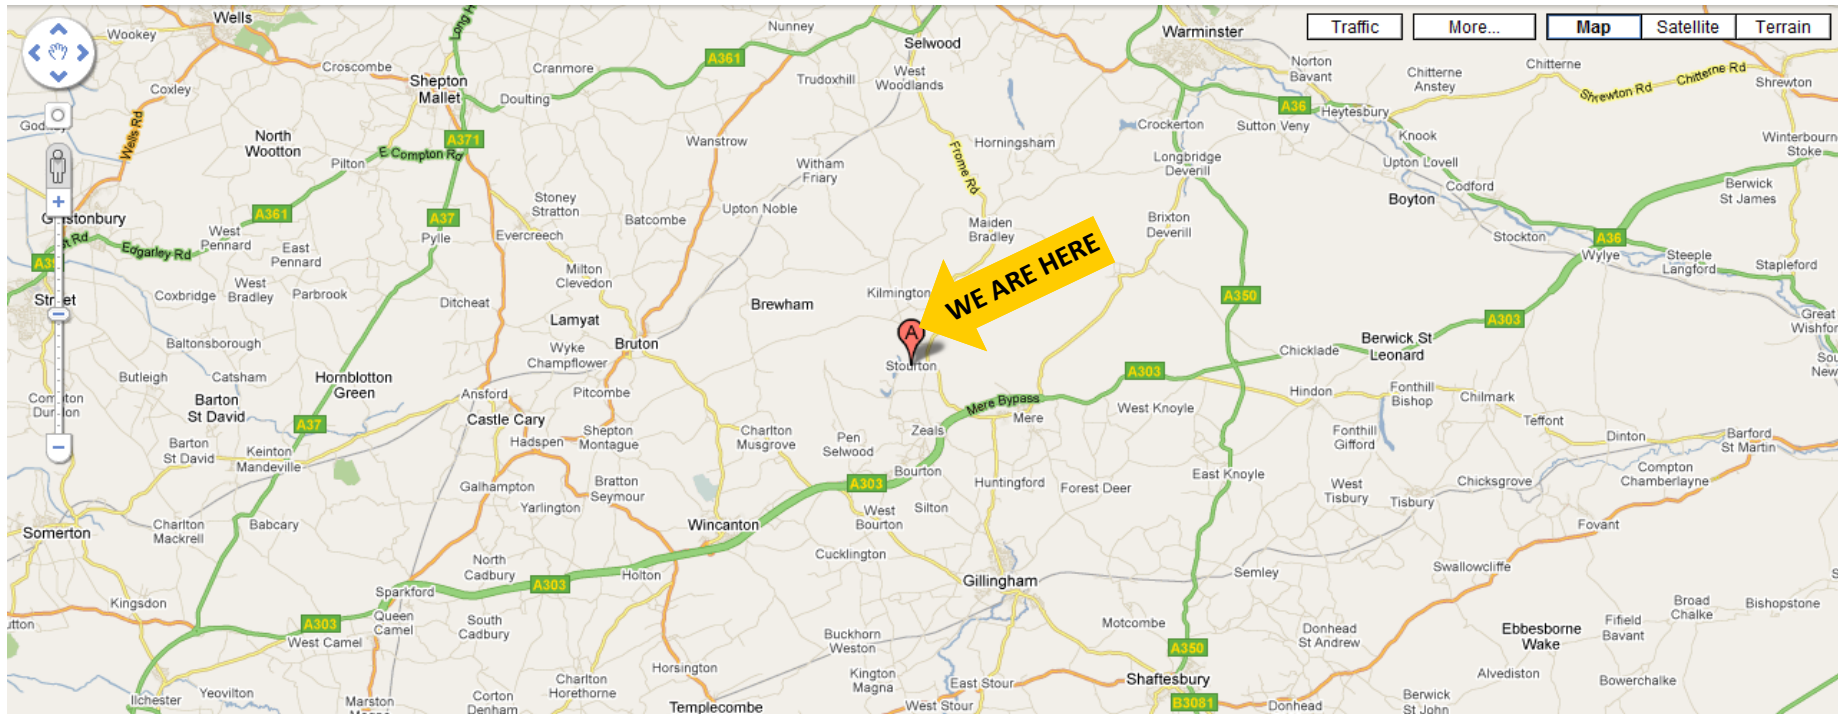 Wells
Wookey
Long H
Nunney
Selwood
Warminster
Traffic
More...
Map
Satellite
Terrain
Croscombe
Shepton
Mallet
Cranmore
A361
Trudoxhill
West
Woodlands
Norton
Bavant
Chitterne
Anstey
Chitterne
Chitterne Rd
Shrewton Rd
Shrewton
Coxley
Doulting
A36
Heytesbury
Wells Rd
North
Wootton
A371
E Compton Rd
Pilton
Wanstrow
Witham
Friary
Frome Rd
Horningsham
Crockerton
Sutton Veny
Knook
Longbridge
Deverill
Upton Lovell
Codford
Winterbourn
Stoke
Berwick
St James
Boyton
A361
A37
Stoney
Stratton
Batcombe
Upton Noble
Maiden
Bradley
Brixton
Deverill
Stockton
A36
Wylye
Steeple
Langford
Stapleford
Edgarley Rd
West
Pennard
East
Pennard
Pylle
Evercreech
WE ARE HERE
Street
Coxbridge
West
Bradley
Parbrook
Ditcheat
Milton
Clevedon
Brewham
Kilmington
A350
A303
Great
Wishfor
Lamyat
Baltonsborough
Wyke
Champflower
Bruton
A
Stourton
Chicklade
Berwick St
Leonard
Butleigh
Catsham
Hornblotton
Green
Ansford
Pitcombe
A303
Hindon
Fonthill
Bishop
Chilmark
Barton
St David
Castle Cary
Mere Bypass
Mere
West Knoyle
Teffont
A37
Hadspen
Shepton
Montague
Charlton
Musgrove
Pen
Selwood
Zeals
Fonthill
Gifford
Dinton
Barford
St Martin
Barton
St David
Keinton
Mandeville
Galhampton
Bratton
Seymour
A303
Bourton
Huntingford
Forest Deer
East Knoyle
West
Tisbury
Tisbury
Chicksgrove
Compton
Chamberlayne
Yarlington
Somerton
Charlton
Mackrell
Babcary
Wincanton
West
Bourton
Silton
Fovant
North
Cadbury
A303
Holton
Cucklington
Gillingham
Semley
Swallowcliffe
Kingsdon
Sparkford
A303
Queen
Camel
West Camel
South
Cadbury
Buckhorn
Weston
Motcombe
A350
Donhead
St Andrew
Ebbesborne
Wake
Fifield
Bavant
Broad
Chalke
Bishopstone
Ilchester
Yeovilton
Marston
Corton
Denham
Charlton
Horethorne
Horsington
Templecombe
Kington
Magna
East Stour
West Stour
Shaftesbury
B3081
Donhead
Alvediston
Berwick
St John
Bowerchalke